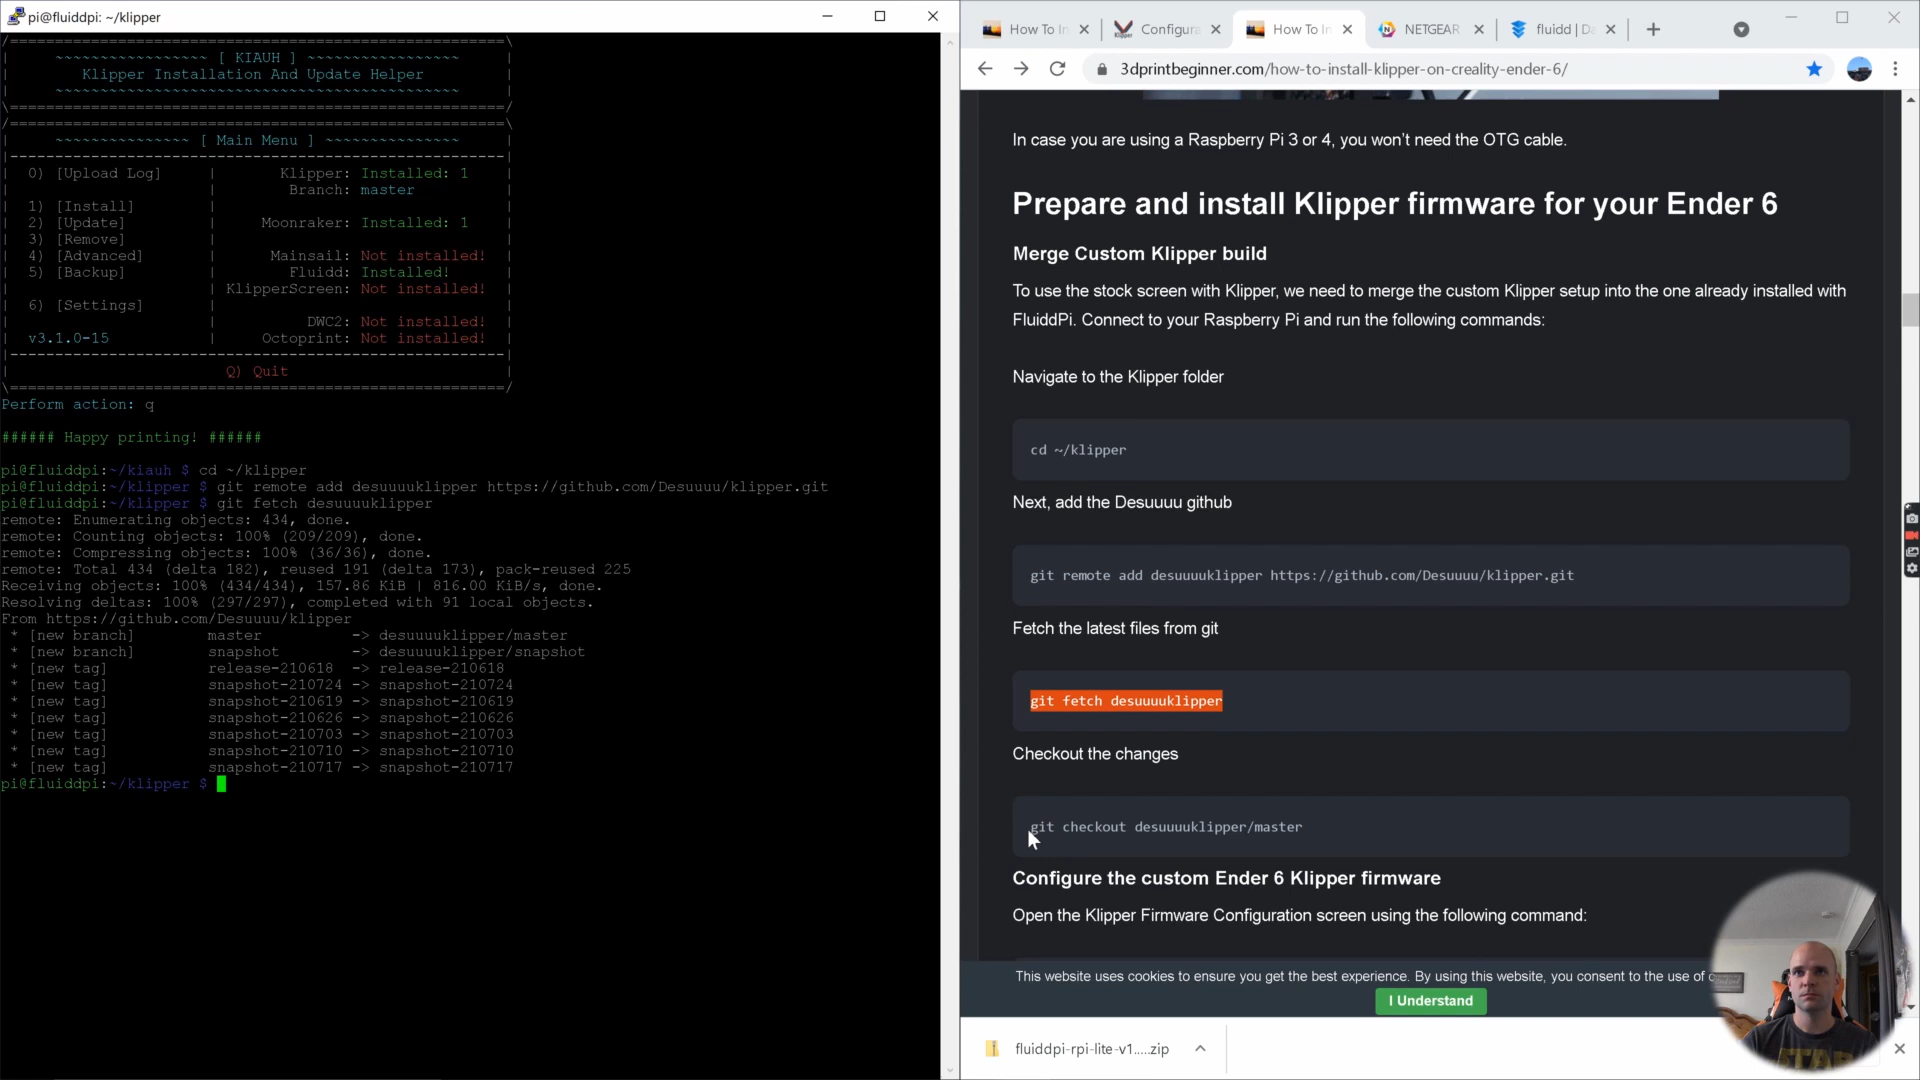 pi@fluiddpi: ~/klipper
/=======================================================\
|     ~~~~~~~~~~~~~~~~~ [ KIAUH ] ~~~~~~~~~~~~~~~~~     |
|        Klipper Installation And Update Helper         |
|     ~~~~~~~~~~~~~~~~~~~~~~~~~~~~~~~~~~~~~~~~~~~~~     |
\=======================================================/
/=======================================================\
|     ~~~~~~~~~~~~~~~ [ Main Menu ] ~~~~~~~~~~~~~~~     |
|-------------------------------------------------------|
|  0) [Upload Log]      |       Klipper: Installed: 1    |
|                       |        Branch: master          |
|  1) [Install]         |                                |
|  2) [Update]          |     Moonraker: Installed: 1    |
|  3) [Remove]          |                                |
|  4) [Advanced]        |      Mainsail: Not installed!  |
|  5) [Backup]          |        Fluidd: Installed!      |
|                       | KlipperScreen: Not installed!  |
|  6) [Settings]        |                                |
|                       |          DWC2: Not installed!  |
|  v3.1.0-15            |     Octoprint: Not installed!  |
|-------------------------------------------------------|
|                        Q) Quit                        |
\=======================================================/
Perform action: q
###### Happy printing! ######
pi@fluiddpi:~/kiauh $ cd ~/klipper
pi@fluiddpi:~/klipper $ git remote add desuuuuklipper https://github.com/Desuuuu/klipper.git
pi@fluiddpi:~/klipper $ git fetch desuuuuklipper
remote: Enumerating objects: 434, done.
remote: Counting objects: 100% (209/209), done.
remote: Compressing objects: 100% (36/36), done.
remote: Total 434 (delta 182), reused 191 (delta 173), pack-reused 225
Receiving objects: 100% (434/434), 157.86 KiB | 816.00 KiB/s, done.
Resolving deltas: 100% (297/297), completed with 91 local objects.
From https://github.com/Desuuuu/klipper
 * [new branch]        master          -> desuuuuklipper/master
 * [new branch]        snapshot        -> desuuuuklipper/snapshot
 * [new tag]           release-210618  -> release-210618
 * [new tag]           snapshot-210724 -> snapshot-210724
 * [new tag]           snapshot-210619 -> snapshot-210619
 * [new tag]           snapshot-210626 -> snapshot-210626
 * [new tag]           snapshot-210703 -> snapshot-210703
 * [new tag]           snapshot-210710 -> snapshot-210710
 * [new tag]           snapshot-210717 -> snapshot-210717
pi@fluiddpi:~/klipper $
How To In Configura How To In NETGEAR fluidd | Da
3dprintbeginner.com/how-to-install-klipper-on-creality-ender-6/
In case you are using a Raspberry Pi 3 or 4, you won't need the OTG cable.
Prepare and install Klipper firmware for your Ender 6
Merge Custom Klipper build
To use the stock screen with Klipper, we need to merge the custom Klipper setup into the one already installed with
FluiddPi. Connect to your Raspberry Pi and run the following commands:
Navigate to the Klipper folder
cd ~/klipper
Next, add the Desuuuu github
git remote add desuuuuklipper https://github.com/Desuuuu/klipper.git
Fetch the latest files from git
git fetch desuuuuklipper
Checkout the changes
git checkout desuuuuklipper/master
Configure the custom Ender 6 Klipper firmware
Open the Klipper Firmware Configuration screen using the following command:
This website uses cookies to ensure you get the best experience. By using this website, you consent to the use of
I Understand
fluiddpi-rpi-lite-v1.....zip